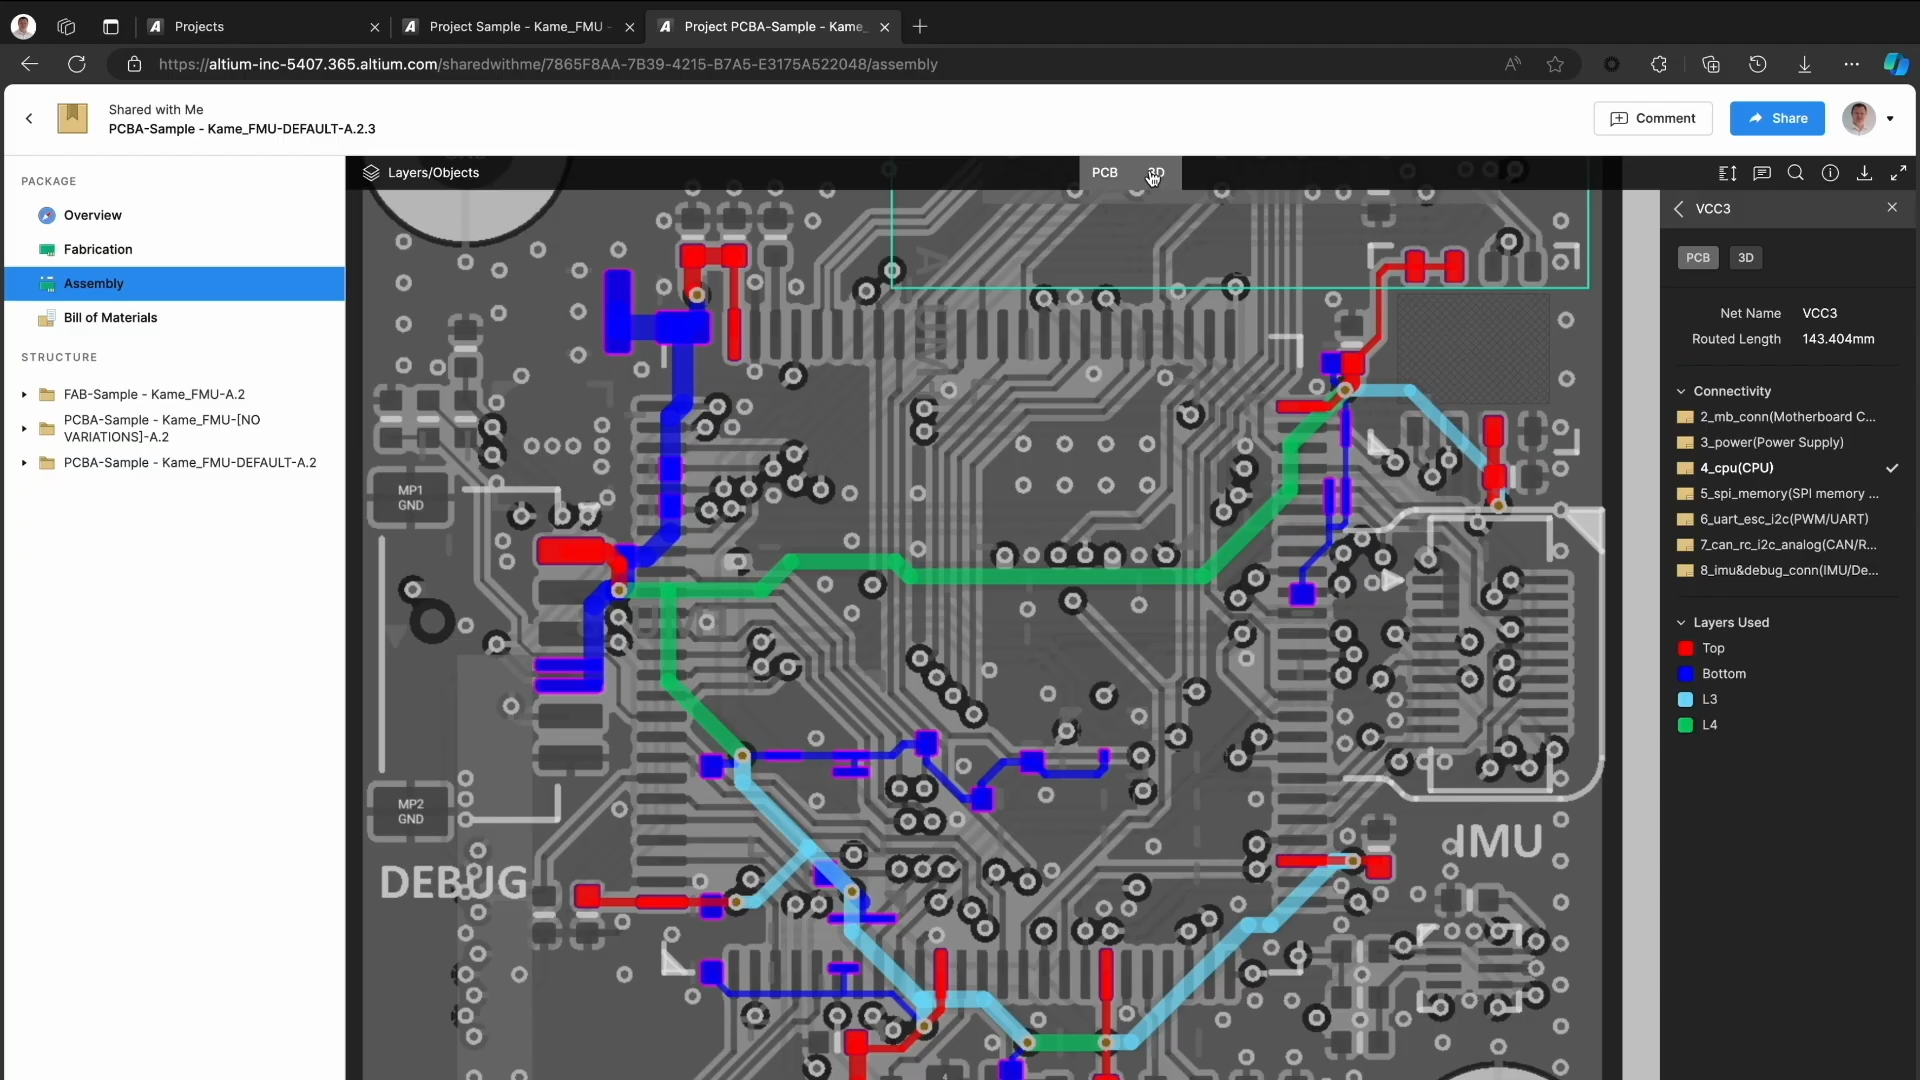 Projects
Project Sample - Kame_FMU -
Project PCBA-Sample - Kame_
https://altium-inc-5407.365.altium.com/sharedwithme/7865F8AA-7B39-4215-B7A5-E3175A522048/assembly
Shared with Me
PCBA-Sample - Kame_FMU-DEFAULT-A.2.3
Comment
Share
PACKAGE
Overview
Fabrication
Assembly
Bill of Materials
STRUCTURE
FAB-Sample - Kame_FMU-A.2
PCBA-Sample - Kame_FMU-[NO
VARIATIONS]-A.2
PCBA-Sample - Kame_FMU-DEFAULT-A.2
Layers/Objects
PCB
3D
MP1
GND
MP2
GND
DEBUG
IMU
VCC3
PCB
3D
Net Name VCC3
Routed Length 143.404mm
Connectivity
2_mb_conn(Motherboard C...
3_power(Power Supply)
4_cpu(CPU)
5_spi_memory(SPI memory ...
6_uart_esc_i2c(PWM/UART)
7_can_rc_i2c_analog(CAN/R...
8_imu&debug_conn(IMU/De...
Layers Used
Top
Bottom
L3
L4